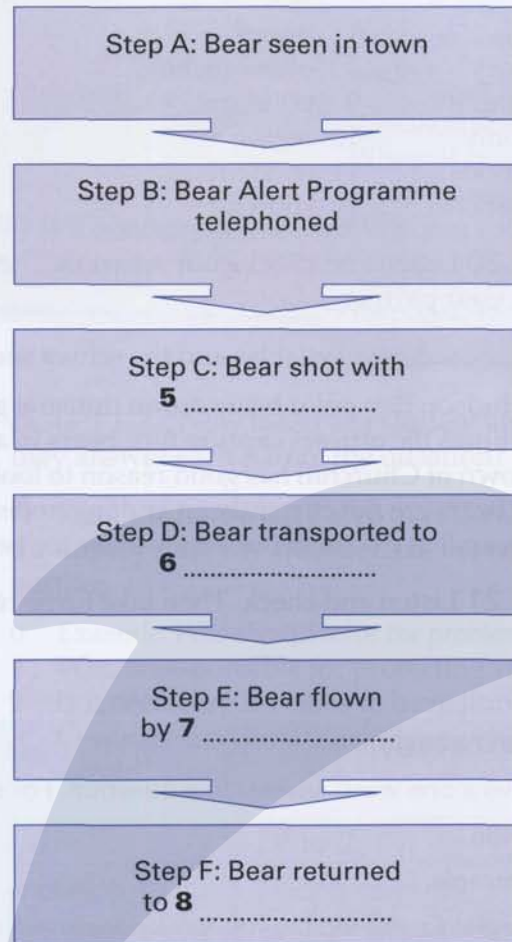 Step A: Bear seen in town
Step B: Bear Alert Programme
telephoned
Step C: Bear shot with
5 ..............................
Step D: Bear transported to
6 ..............................
Step E: Bear flown
by 7 ..........................
Step F: Bear returned
to 8 ..........................